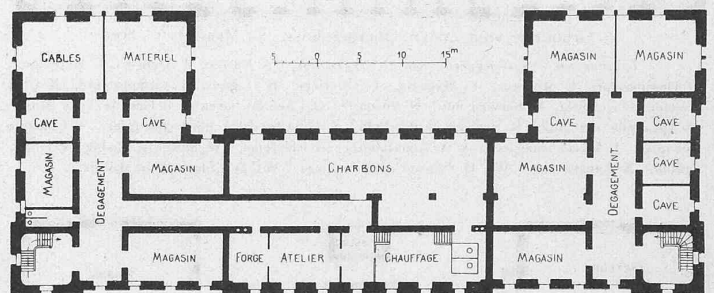 CABLES MATERIEL
5 0 5 10 15m
MAGASIN MAGASIN
CAVE CAVE CAVE CAVE
MAGASIN MAGASIN CHARBONS MAGASIN CAVE
DEGAGEMENT DEGAGEMENT
CAVE
MAGASIN FORGE ATELIER CHAUFFAGE MAGASIN